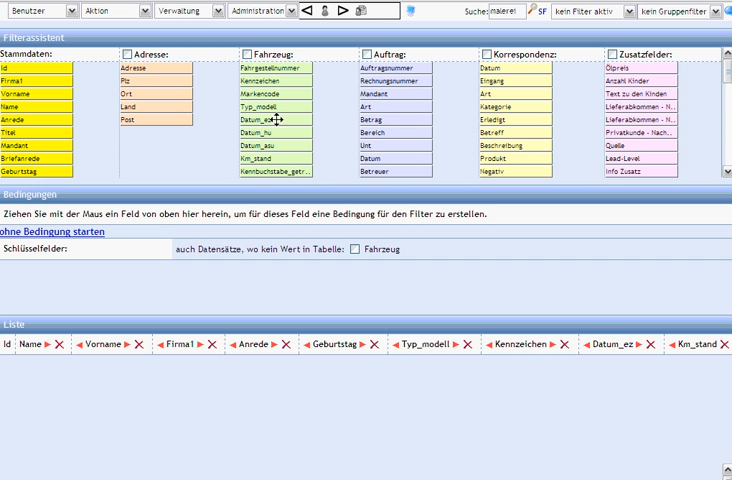 Benutzer Aktion Verwaltung Administration Suche: malerei SF kein Filter aktiv kein Gruppenfilter
Filterassistent
Stammdaten: Adresse: Fahrzeug: Auftrag: Korrespondenz: Zusatzfelder:
Id Adresse Fahrgestellnummer Auftragsnummer Datum Ölpreis
Firma1 Plz Kennzeichen Rechnungsnummer Eingang Anzahl Kinder
Vorname Ort Markencode Mandant Art Text zu den Kinden
Name Land Typ_modell Art Kategorie Lieferabkommen - N..
Anrede Post Datum_ez Betrag Erledigt Lieferabkommen - N..
Titel Datum_hu Bereich Betreff Privatkunde - Nach..
Mandant Datum_asu Unt Beschreibung Quelle
Briefanrede Km_stand Datum Produkt Lead-Level
Geburtstag Kennbuchstabe_getr.. Betreuer Negativ Info Zusatz
Bedingungen
Ziehen Sie mit der Maus ein Feld von oben hier herein, um für dieses Feld eine Bedingung für den Filter zu erstellen.
ohne Bedingung starten
Schlüsselfelder: auch Datensätze, wo kein Wert in Tabelle: Fahrzeug
Liste
Id Name Vorname Firma1 Anrede Geburtstag Typ_modell Kennzeichen Datum_ez Km_stand